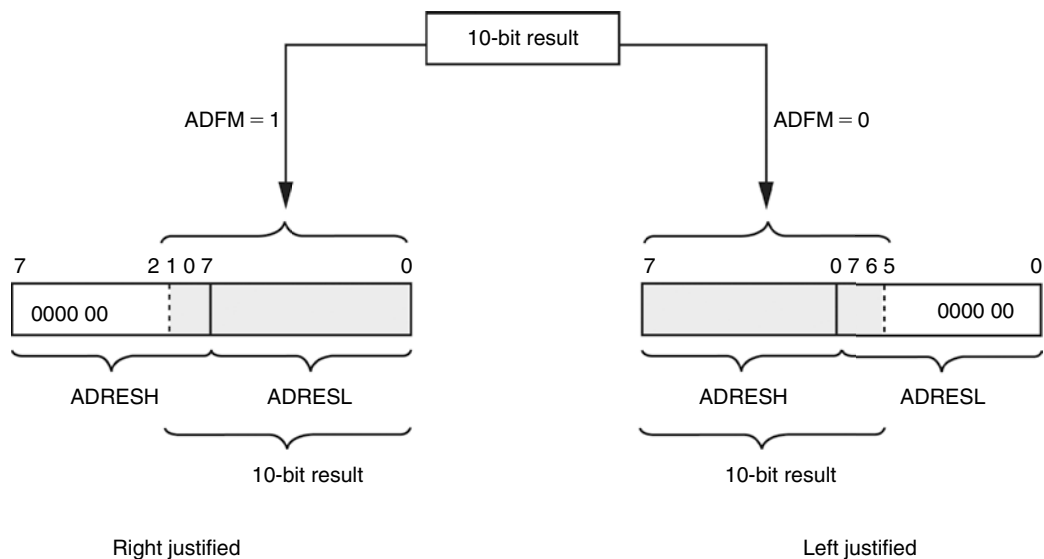 10-bit result
ADFM = 1
ADFM = 0
7 2 1 0 7 0
7 0 7 6 5 0
0000 00
0000 00
ADRESH
ADRESL
ADRESH
ADRESL
10-bit result
10-bit result
Right justified
Left justified